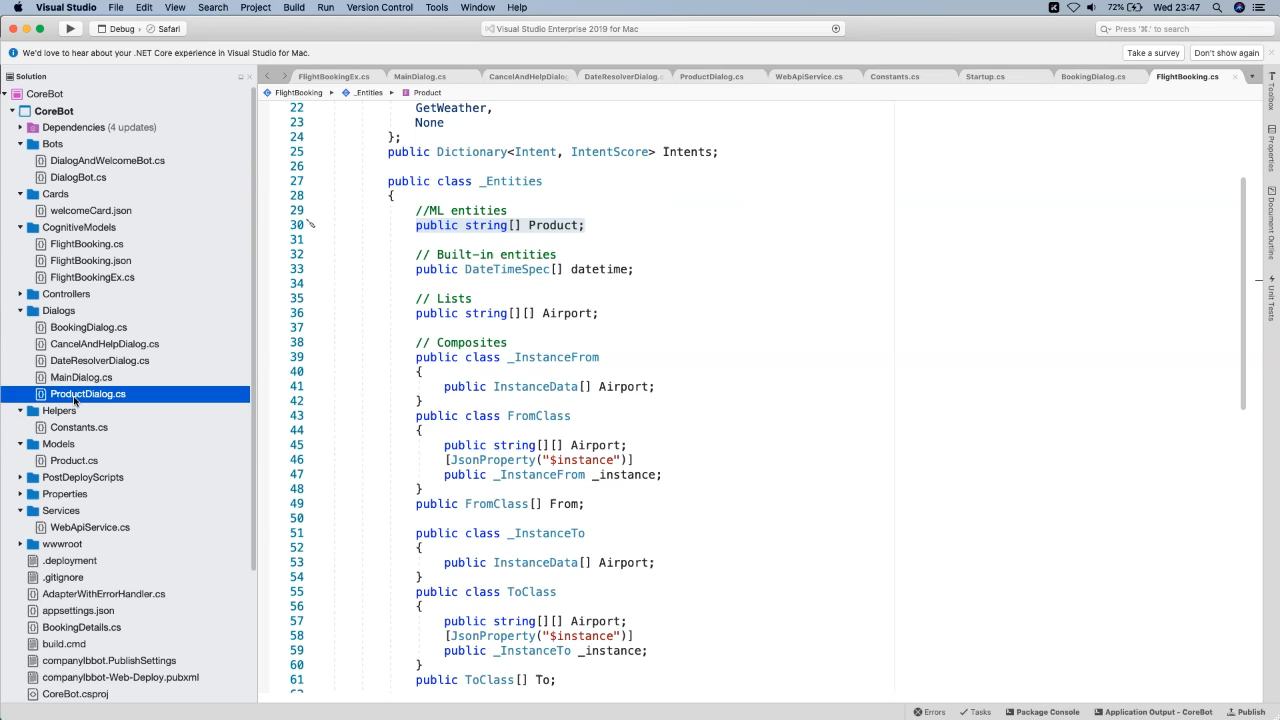 Visual Studio File Edit View Search Project Build Run Version Control Tools Window Help 72% Wed 23:47
Debug › Safari Visual Studio Enterprise 2019 for Mac Press '⌘.' to search
We'd love to hear about your .NET Core experience in Visual Studio for Mac. Take a survey Don't show again
Solution
FlightBookingEx.cs MainDialog.cs CancelAndHelpDialog DateResolverDialog.c ProductDialog.cs WebApiService.cs Constants.cs Startup.cs BookingDialog.cs FlightBooking.cs
FlightBooking _Entities Product
CoreBot
CoreBot
Dependencies (4 updates)
Bots
DialogAndWelcomeBot.cs
DialogBot.cs
Cards
welcomeCard.json
CognitiveModels
FlightBooking.cs
FlightBooking.json
FlightBookingEx.cs
Controllers
Dialogs
BookingDialog.cs
CancelAndHelpDialog.cs
DateResolverDialog.cs
MainDialog.cs
ProductDialog.cs
Helpers
Constants.cs
Models
Product.cs
PostDeployScripts
Properties
Services
WebApiService.cs
wwwroot
.deployment
.gitignore
AdapterWithErrorHandler.cs
appsettings.json
BookingDetails.cs
build.cmd
companylbbot.PublishSettings
companylbbot-Web-Deploy.pubxml
CoreBot.csproj
22 GetWeather,
23 None
24 };
25 public Dictionary<Intent, IntentScore> Intents;
26
27 public class _Entities
28 {
29 //ML entities
30 public string[] Product;
31
32 // Built-in entities
33 public DateTimeSpec[] datetime;
34
35 // Lists
36 public string[][] Airport;
37
38 // Composites
39 public class _InstanceFrom
40 {
41 public InstanceData[] Airport;
42 }
43 public class FromClass
44 {
45 public string[][] Airport;
46 [JsonProperty("$instance")]
47 public _InstanceFrom _instance;
48 }
49 public FromClass[] From;
50
51 public class _InstanceTo
52 {
53 public InstanceData[] Airport;
54 }
55 public class ToClass
56 {
57 public string[][] Airport;
58 [JsonProperty("$instance")]
59 public _InstanceTo _instance;
60 }
61 public ToClass[] To;
Toolbox
Properties
Document Outline
Unit Tests
Errors Tasks Package Console Application Output - CoreBot Publish